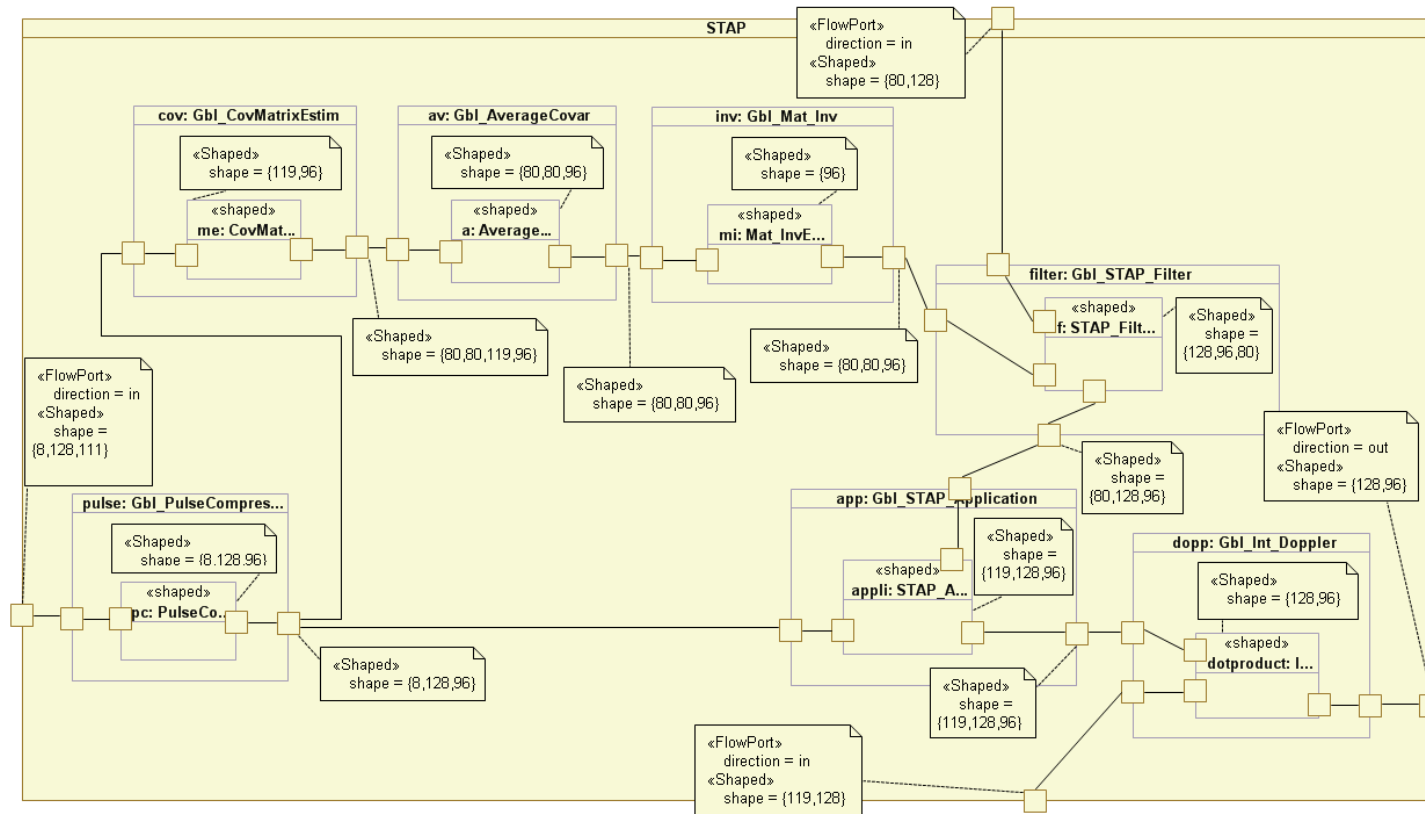 STAP
«FlowPort»
direction = in
«Shaped»
shape = {80,128}
cov: Gbl_CovMatrixEstim
«Shaped»
shape = {119,96}
«shaped»
me: CovMat...
av: Gbl_AverageCovar
«Shaped»
shape = {80,80,96}
«shaped»
a: Average...
inv: Gbl_Mat_Inv
«Shaped»
shape = {96}
«shaped»
mi: Mat_InvE...
filter: Gbl_STAP_Filter
«shaped»
f: STAP_Filt...
«Shaped»
shape =
{128,96,80}
«Shaped»
shape = {80,80,119,96}
«Shaped»
shape = {80,80,96}
«Shaped»
shape = {80,80,96}
«FlowPort»
direction = in
«Shaped»
shape =
{8,128,111}
«FlowPort»
direction = out
«Shaped»
shape = {128,96}
«Shaped»
shape =
{80,128,96}
pulse: Gbl_PulseCompres...
«Shaped»
shape = {8.128.96}
«shaped»
pc: PulseCo...
«Shaped»
shape = {8,128,96}
app: Gbl_STAP_Application
«Shaped»
shape =
{119,128,96}
«shaped»
appli: STAP_A...
«Shaped»
shape =
{119,128,96}
dopp: Gbl_Int_Doppler
«Shaped»
shape = {128,96}
«shaped»
dotproduct: I...
«FlowPort»
direction = in
«Shaped»
shape = {119,128}